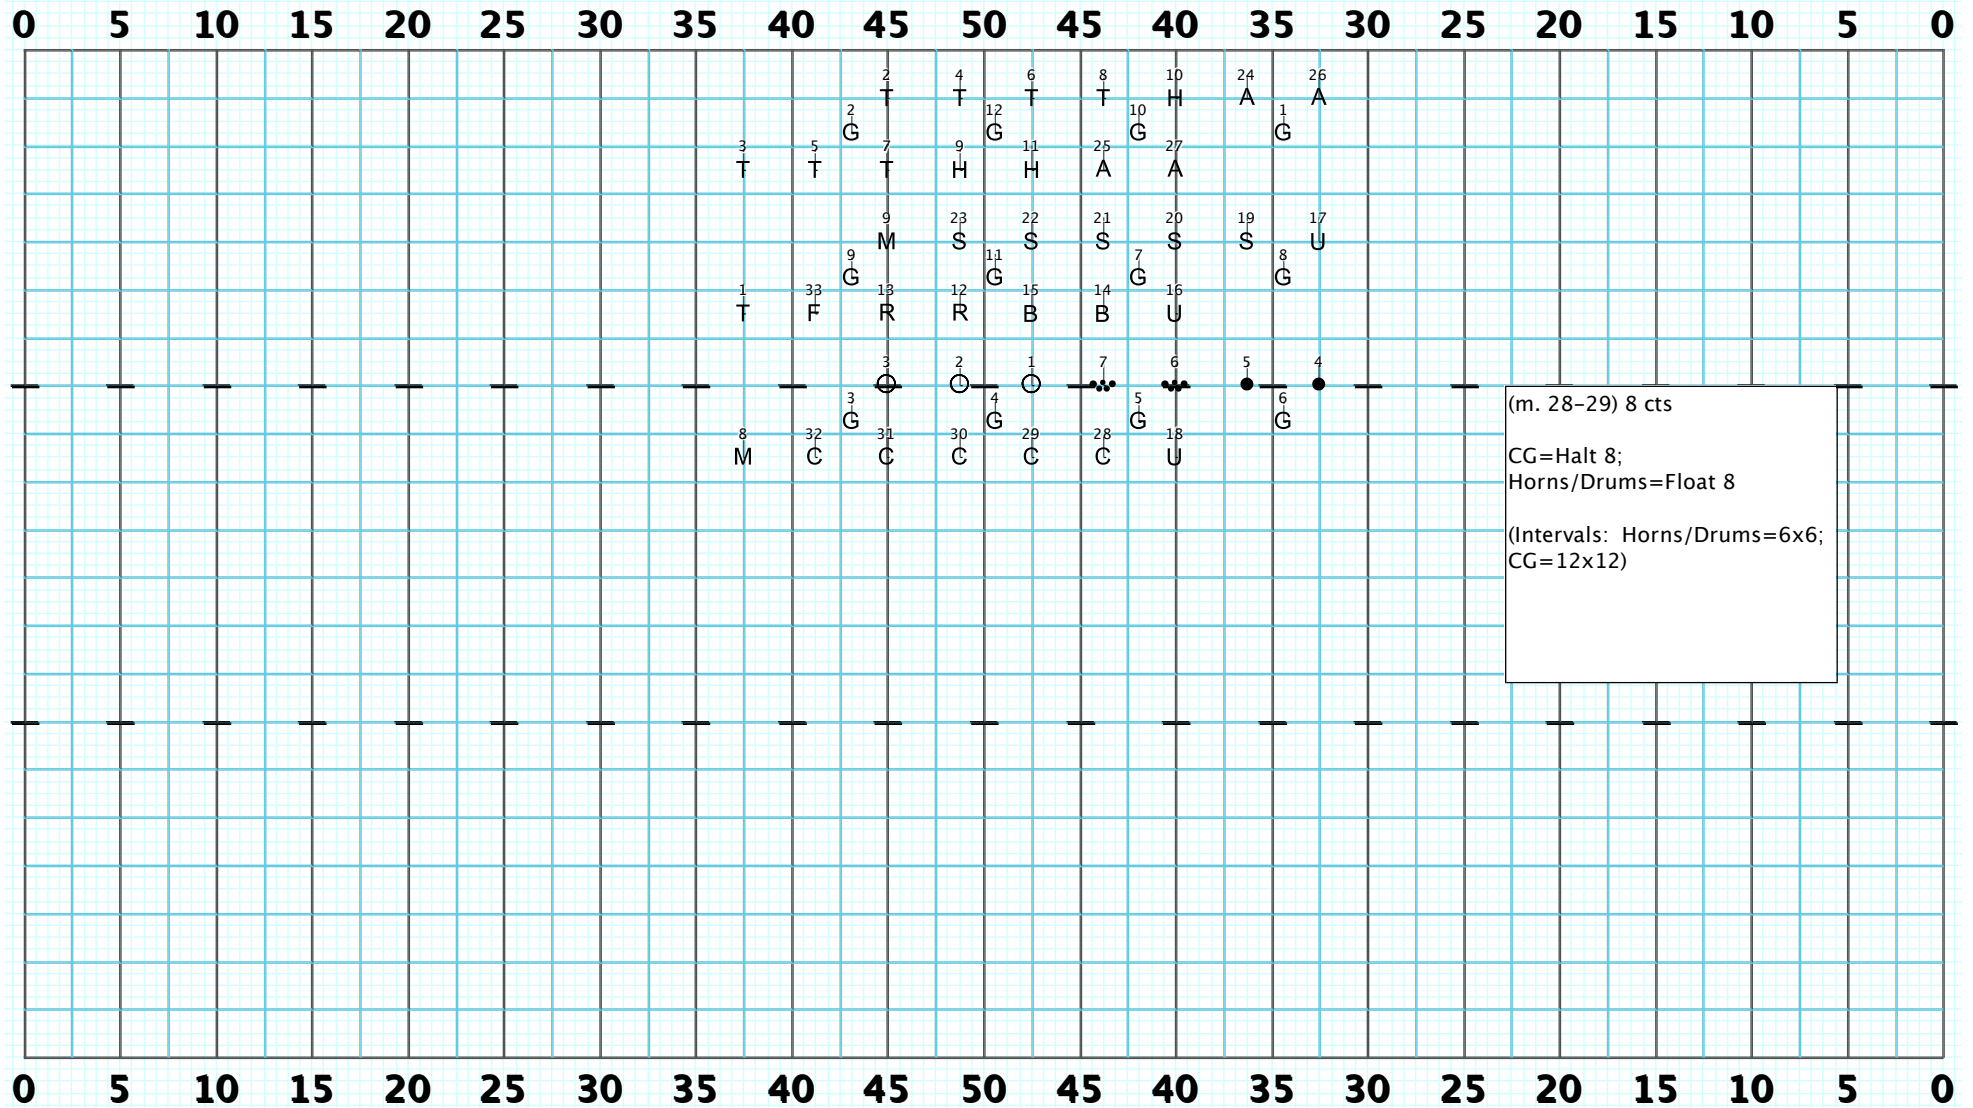 0 5 10 15 20 25 30 35 40 45 50 45 40 35 30 25 20 15 10 5 0
2 4 6 8 10 24 26
T T T T H A A
2 12 10 1
G G G G
3 5 7 9 11 25 27
T T T H H A A
9 23 22 21 20 19 17
M S S S S S U
9 11 7 8
G G G G
1 33 13 12 15 14 16
T F R R B B U
3 2 1 7 6 5 4
3 4 5 6
G G G G
8 32 31 30 29 28 18
M C C C C C U
(m. 28-29) 8 cts
CG=Halt 8;
Horns/Drums=Float 8
(Intervals: Horns/Drums=6x6;
CG=12x12)
0 5 10 15 20 25 30 35 40 45 50 45 40 35 30 25 20 15 10 5 0